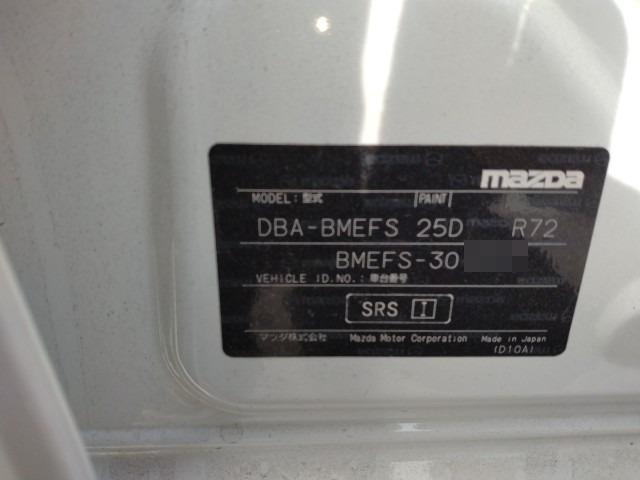 mazda
MODEL: 型式 PAINT
DBA-BMEFS 25D R72
BMEFS-30
VEHICLE ID.NO.: 車台番号
SRS I
マツダ株式会社 Mazda Motor Corporation Made in Japan
(D10A)